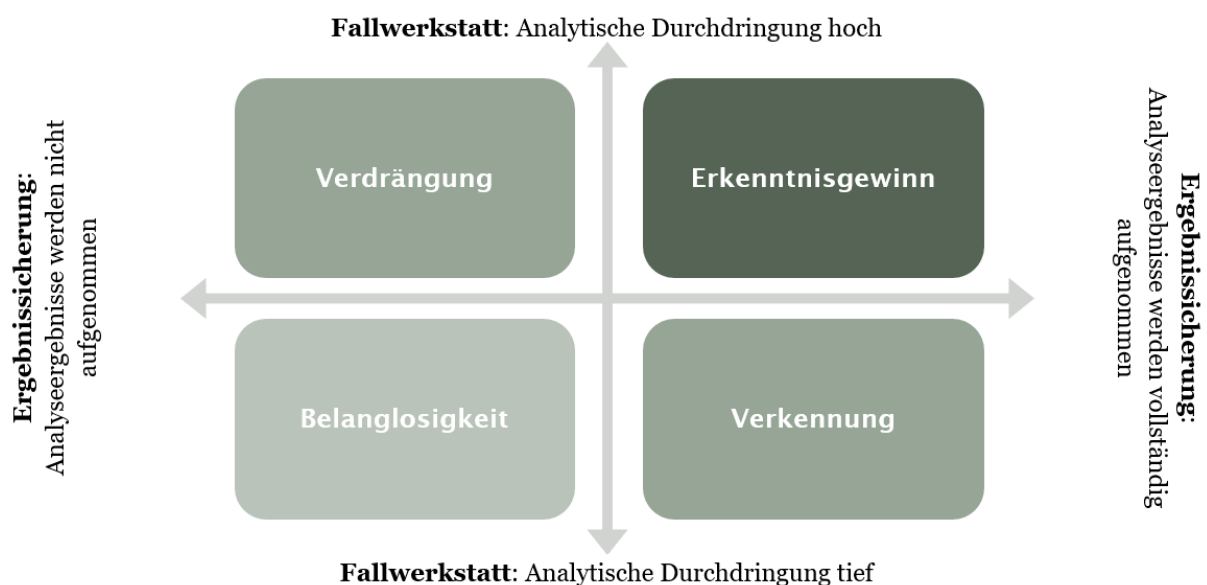 Fallwerkstatt: Analytische Durchdringung hoch
Ergebnissicherung:
Analyseergebnisse werden nicht
aufgenommen
Verdrängung
Erkenntnisgewinn
Belanglosigkeit
Verkennung
Ergebnissicherung:
Analyseergebnisse werden vollständig
aufgenommen
Fallwerkstatt: Analytische Durchdringung tief